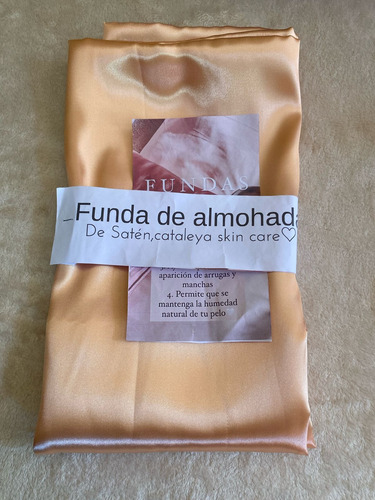 FUNDAS
_Funda de almohada
De Satén,cataleya skin care♡
aparición de arrugas y
manchas
4. Permite que se
mantenga la humedad
natural de tu pelo